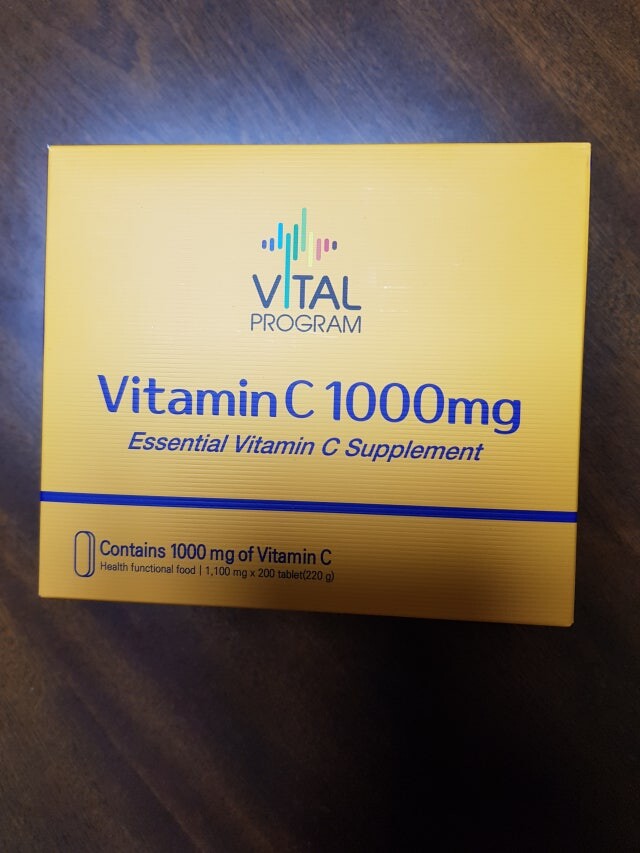 VITAL
PROGRAM
Vitamin C 1000mg
Essential Vitamin C Supplement
Contains 1000 mg of Vitamin C
Health functional food | 1,100 mg x 200 tablet(220 g)